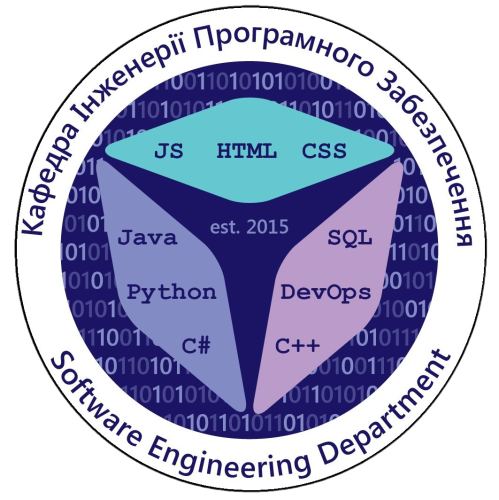 Кафедра Інженерії Програмного Забезпечення
JS HTML CSS
est. 2015
Java
SQL
Python
DevOps
C#
C++
Software Engineering Department